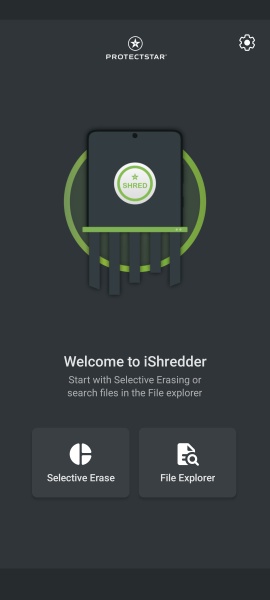 PROTECTSTAR
SHRED
Welcome to iShredder
Start with Selective Erasing or
search files in the File explorer
Selective Erase
File Explorer